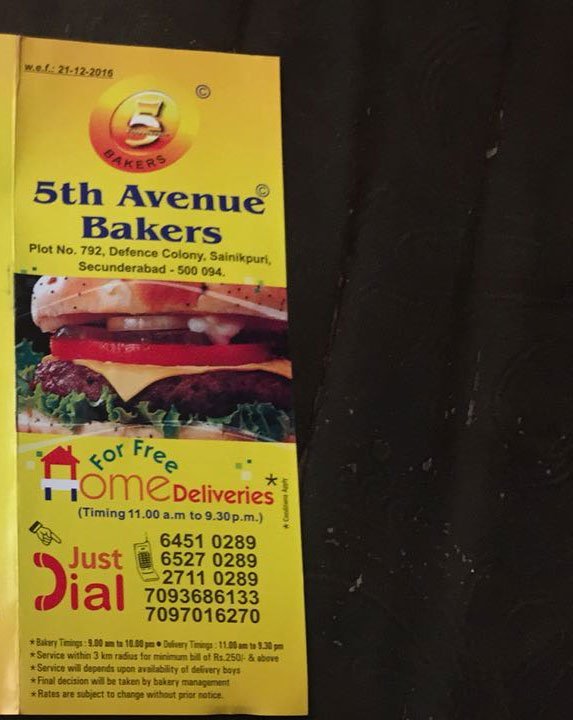 w.e.f.: 21-12-2016
©
5
BAKERS
5th Avenue©
Bakers
Plot No. 792, Defence Colony, Sainikpuri,
Secunderabad - 500 094.
For Free
Home Deliveries*
(Timing 11.00 a.m to 9.30p.m.)
* Conditions Apply
Just
Dial
6451 0289
6527 0289
2711 0289
7093686133
7097016270
* Bakery Timings : 9.00 am to 10.00 pm ● Delivery Timings : 11.00 am to 9.30 pm
* Service within 3 km radius for minimum bill of Rs.250/- & above
* Service will depends upon availability of delivery boys
* Final decision will be taken by bakery management
* Rates are subject to change without prior notice.